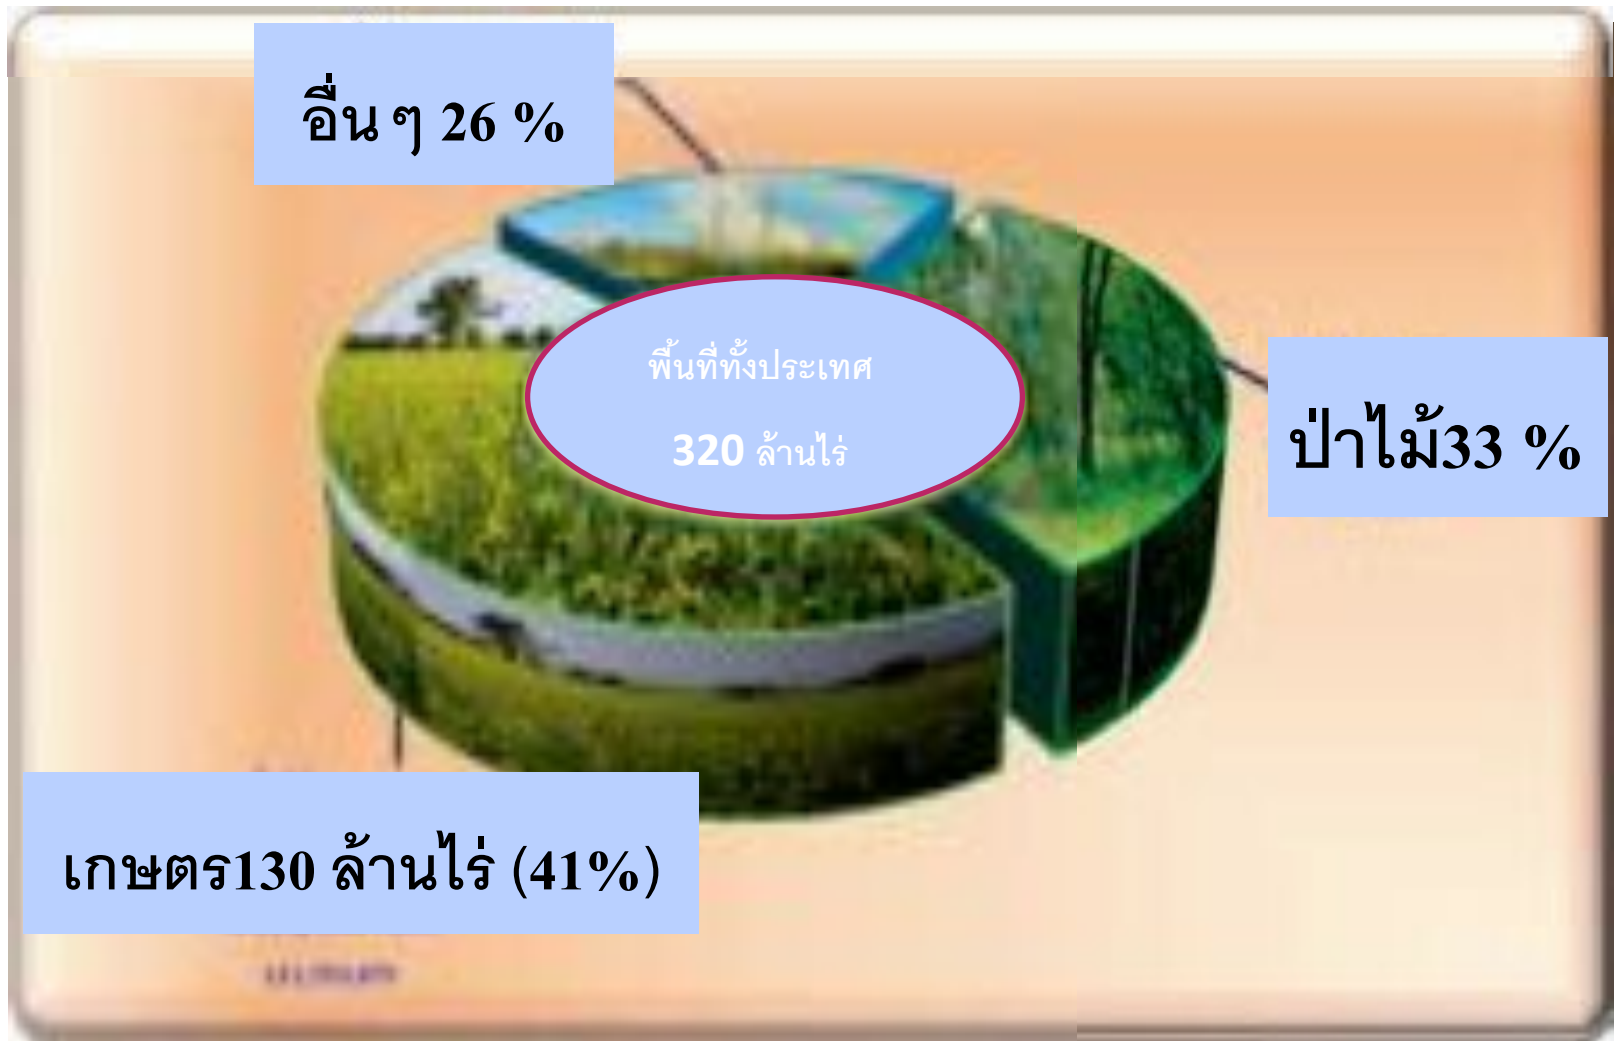 อื่น ๆ 26 %
พื้นที่ทั้งประเทศ
320 ล้านไร่
ป่าไม้33 %
เกษตร130 ล้านไร่ (41%)